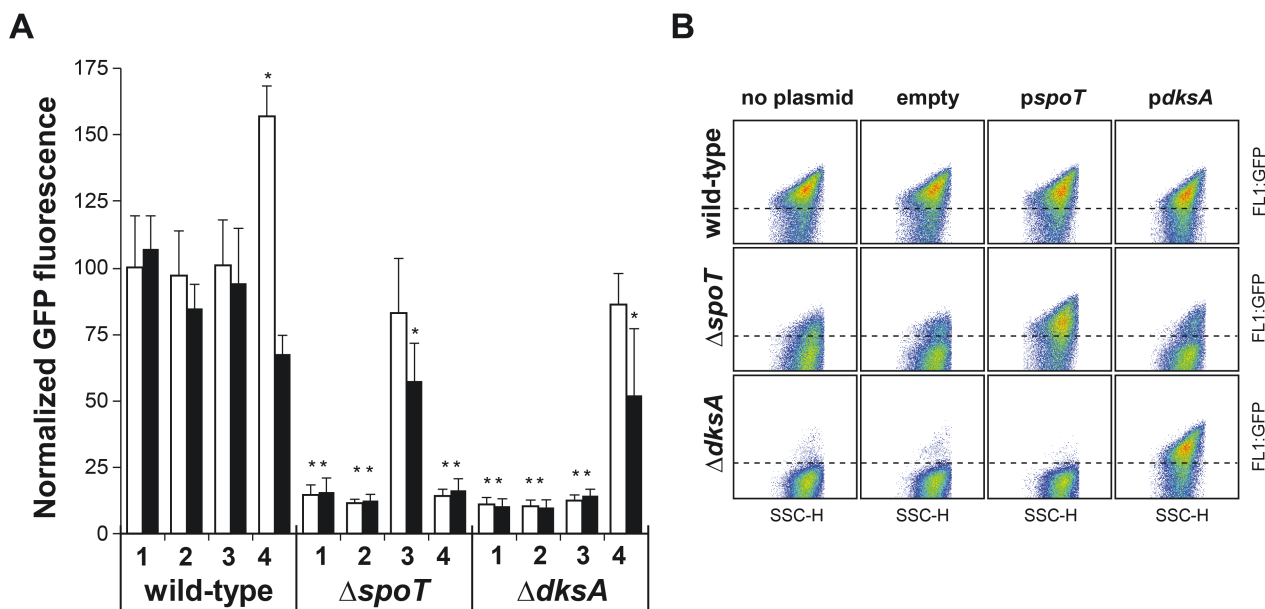 A
B
Normalized GFP fluorescence
175
150
125
100
75
50
25
0
*
*
*
* * * * * *
* * * * * *
1 2 3 4 1 2 3 4 1 2 3 4
wild-type ΔspoT ΔdksA
no plasmid empty pspoT pdksA
wild-type
FL1:GFP
ΔspoT
FL1:GFP
ΔdksA
FL1:GFP
SSC-H SSC-H SSC-H SSC-H